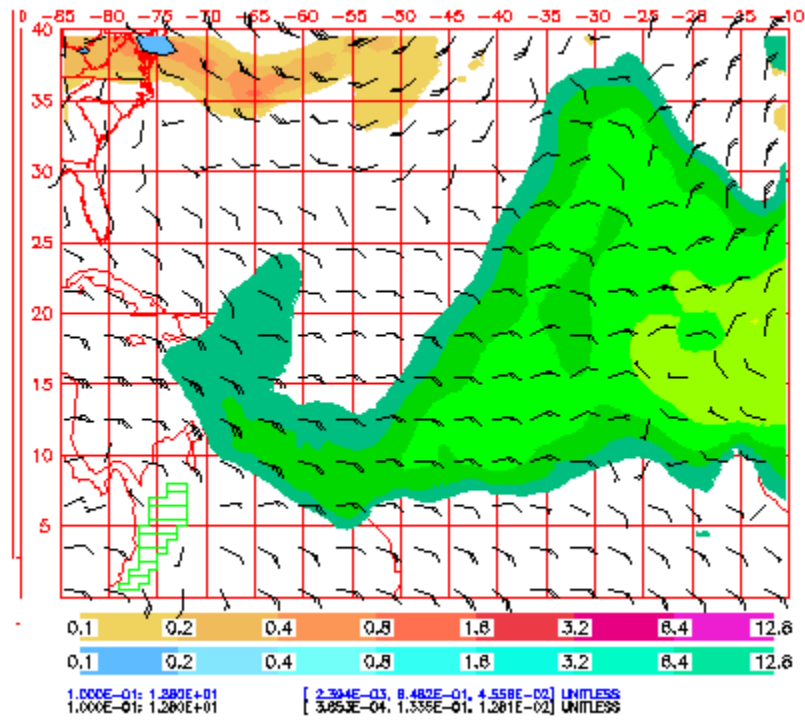 0 -85 -80 -75 -70 -65 -60 -55 -50 -45 -40 -35 -30 -25 -20 -15 -10
40
35
30
25
20
15
10
5
0.1 0.2 0.4 0.8 1.6 3.2 6.4 12.8
0.1 0.2 0.4 0.8 1.6 3.2 6.4 12.8
1.000E-01; 1.280E+01 [ 2.394E-03, 8.482E-01, 4.558E-02] UNITLESS
1.000E-01; 1.280E+01 [ 3.853E-04, 1.335E-01, 1.281E-02] UNITLESS